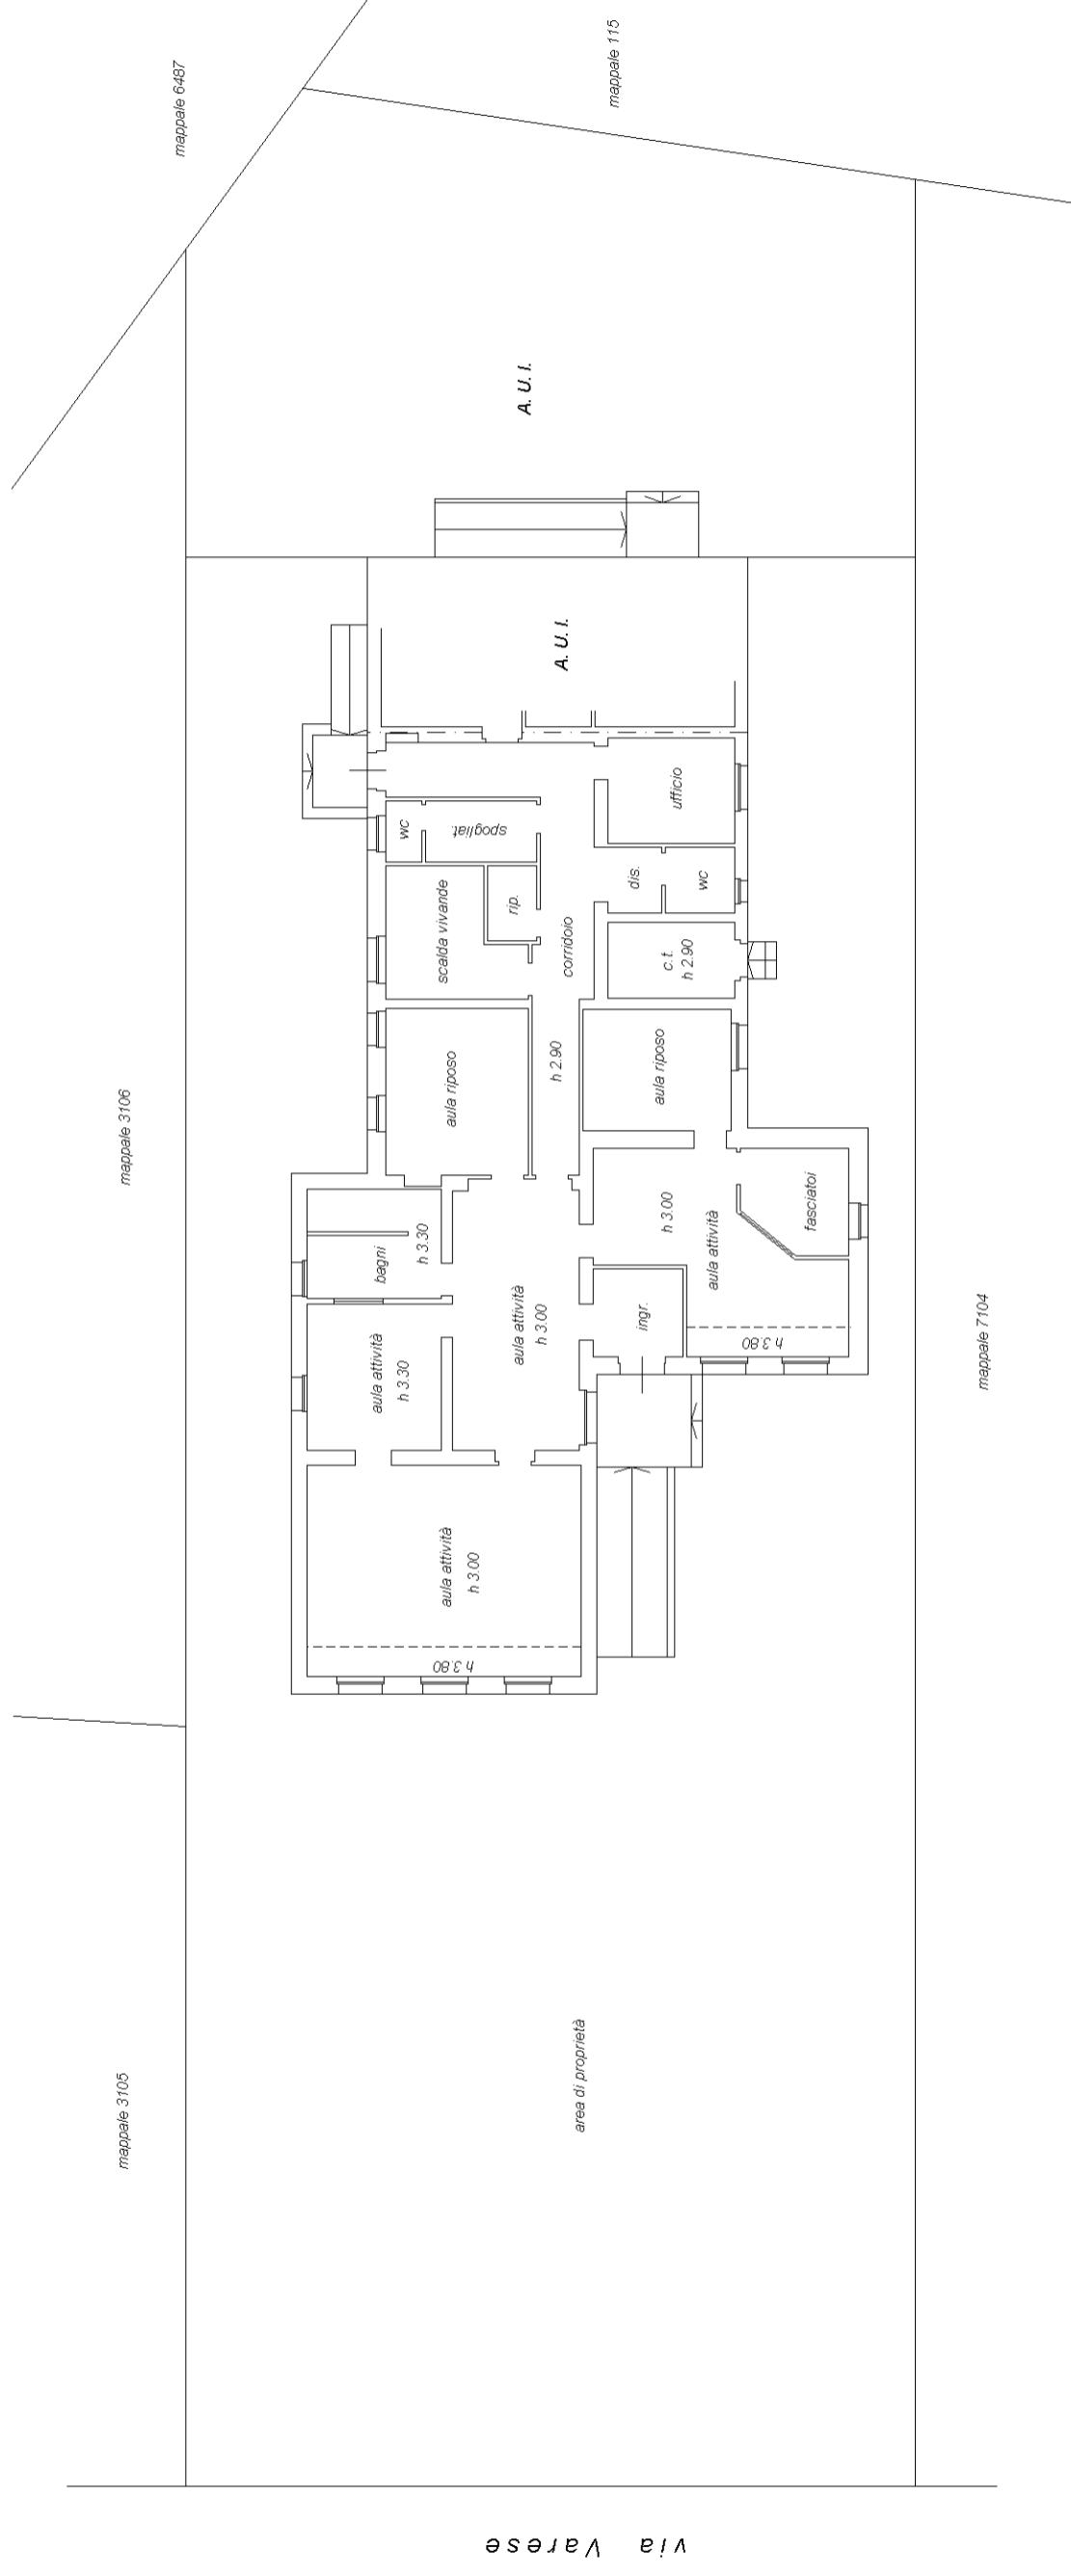 mappale 6487
mappale 115
A. U. I.
A. U. I.
ufficio
wc
spogliat.
dis.
wc
rip.
scalda vivande
corridoio
c.t.
h 2.90
h 2.90
aula riposo
aula riposo
mappale 3106
fasciatoi
h 3.00
aula attività
bagni
h 3.30
aula attività
h 3.00
ingr.
h 3.80
aula attività
h 3.30
mappale 7104
aula attività
h 3.00
h 3.80
area di proprietà
mappale 3105
via Varese